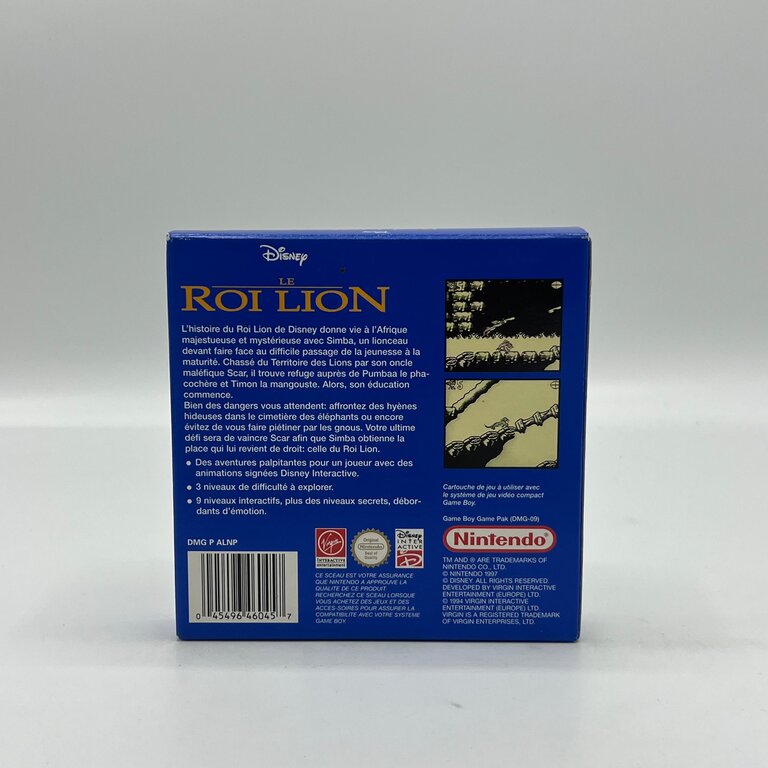 Disney
LE
ROI LION
L'histoire du Roi Lion de Disney donne vie à l'Afrique
majestueuse et mystérieuse avec Simba, un lionceau
devant faire face au difficile passage de la jeunesse à la
maturité. Chassé du Territoire des Lions par son oncle
maléfique Scar, il trouve refuge auprès de Pumbaa le pha-
cochère et Timon la mangouste. Alors, son éducation
commence.
Bien des dangers vous attendent: affrontez des hyènes
hideuses dans le cimetière des éléphants ou encore
évitez de vous faire piétiner par les gnous. Votre ultime
défi sera de vaincre Scar afin que Simba obtienne la
place qui lui revient de droit: celle du Roi Lion.
• Des aventures palpitantes pour un joueur avec des
animations signées Disney Interactive.
• 3 niveaux de difficulté à explorer.
• 9 niveaux interactifs, plus des niveaux secrets, débor-
dants d'émotion.
DMG P ALNP
0 45496 46045 7
Virgin
INTERACTIVE
entertainment
Original
Nintendo
Seal of
Quality
DISNEY
INTER
ACTIVE
CE SCEAU EST VOTRE ASSURANCE
QUE NINTENDO A APPROUVE LA
QUALITE DE CE PRODUIT
RECHERCHEZ CE SCEAU LORSQUE
VOUS ACHETEZ DES JEUX ET DES
ACCES-SOIRES POUR ASSURER LA
COMPATIBILITE AVEC VOTRE SYSTEME
GAME BOY.
Cartouche de jeu à utiliser avec
le système de jeu vidéo compact
Game Boy.
Game Boy Game Pak (DMG-09)
Nintendo
TM AND ® ARE TRADEMARKS OF
NINTENDO CO., LTD.
© NINTENDO 1997
© DISNEY. ALL RIGHTS RESERVED.
DEVELOPED BY VIRGIN INTERACTIVE
ENTERTAINMENT (EUROPE) LTD.
© 1994 VIRGIN INTERACTIVE
ENTERTAINMENT (EUROPE) LTD.
VIRGIN IS A REGISTERED TRADEMARK
OF VIRGIN ENTERPRISES, LTD.